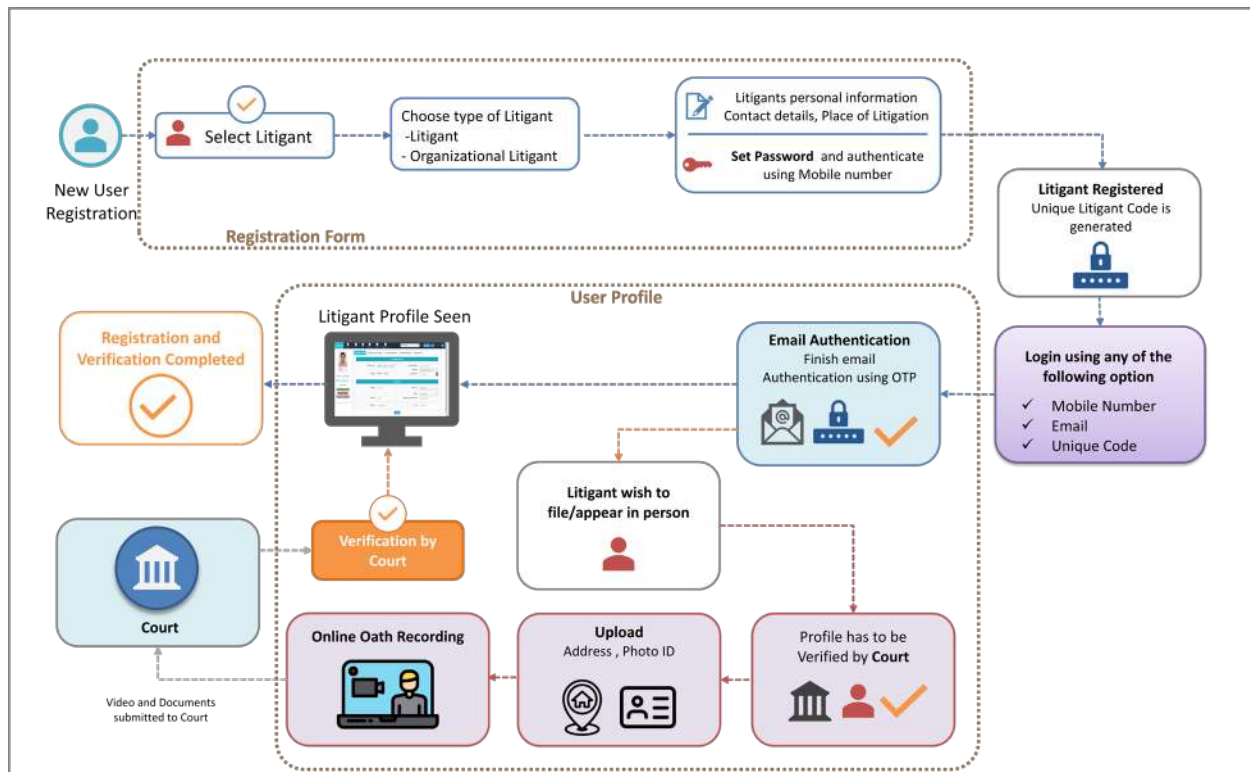 Select Litigant
Choose type of Litigant
-Litigant
- Organizational Litigant
Litigants personal information
Contact details, Place of Litigation
Set Password and authenticate
using Mobile number
New User
Registration
Registration Form
Litigant Registered
Unique Litigant Code is
generated
User Profile
Registration and
Verification Completed
Litigant Profile Seen
Email Authentication
Finish email
Authentication using OTP
Login using any of the
following option
✓ Mobile Number
✓ Email
✓ Unique Code
Litigant wish to
file/appear in person
Verification by
Court
Court
Online Oath Recording
Upload
Address , Photo ID
Profile has to be
Verified by Court
Video and Documents
submitted to Court